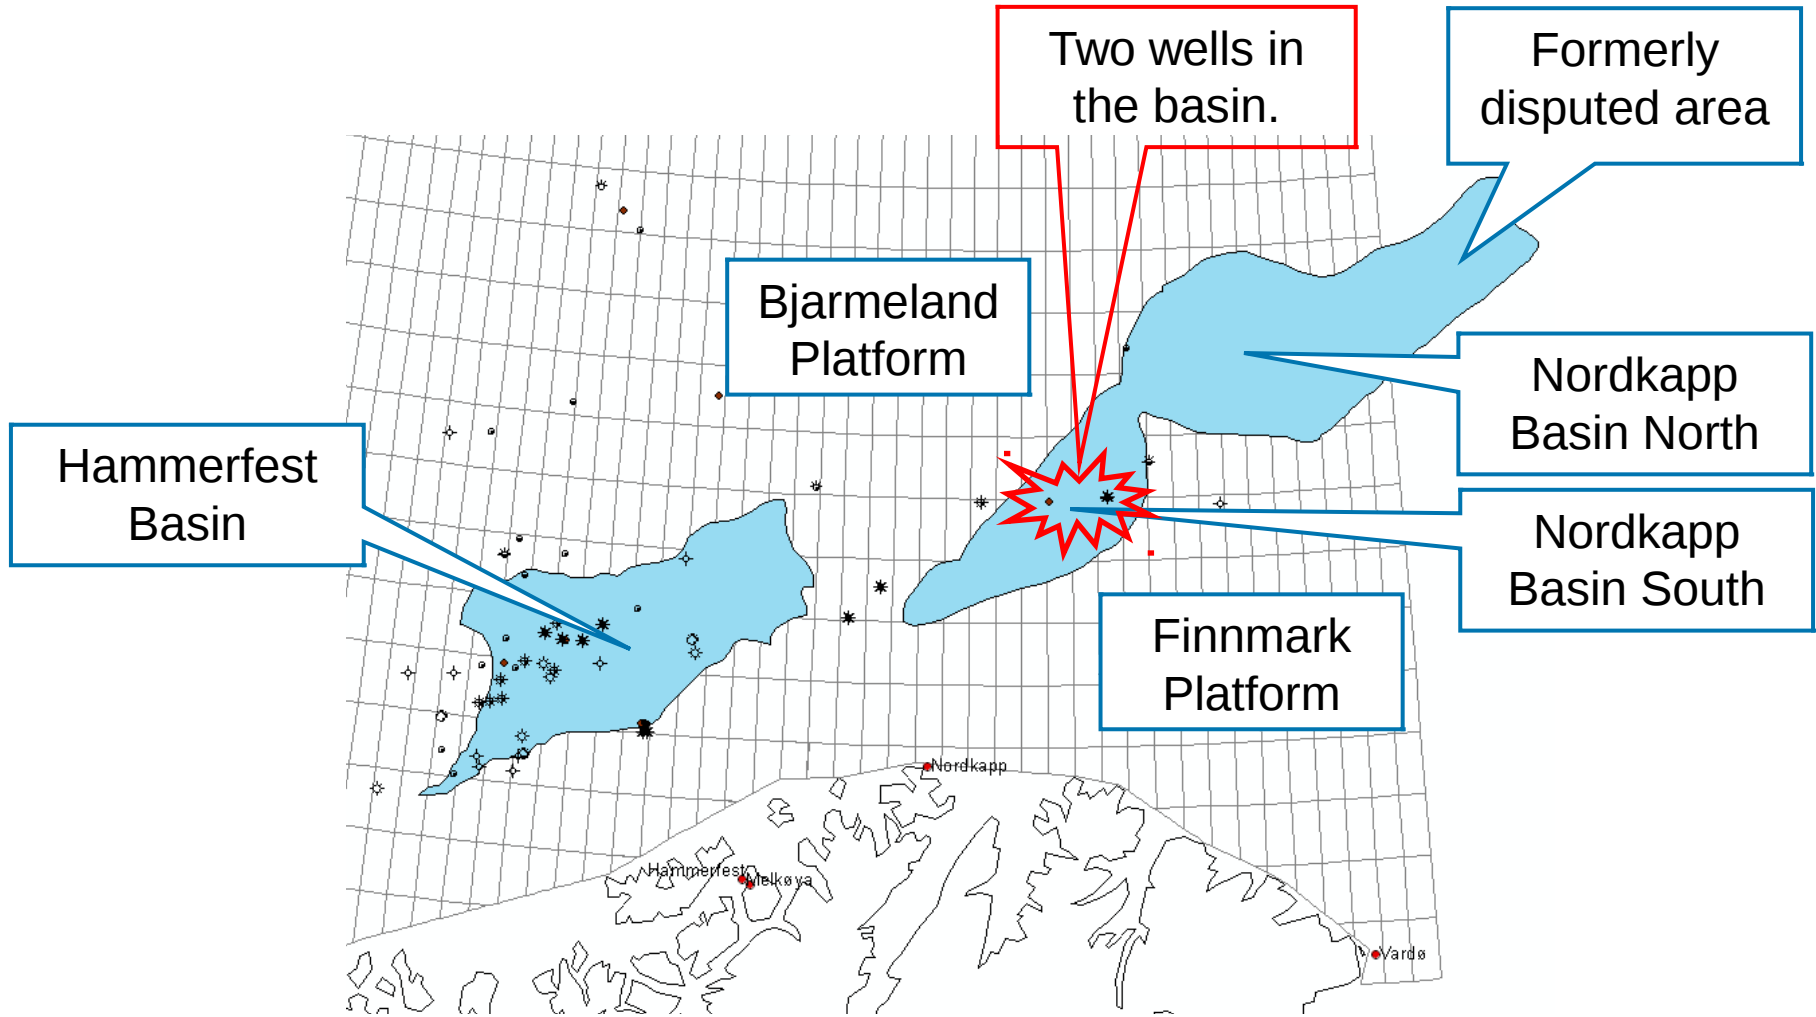 Two wells in
the basin.
Formerly
disputed area
Bjarmeland
Platform
Nordkapp
Basin North
Hammerfest
Basin
Nordkapp
Basin South
Finnmark
Platform
Nordkapp
Hammerfest
Melkøya
Vardø